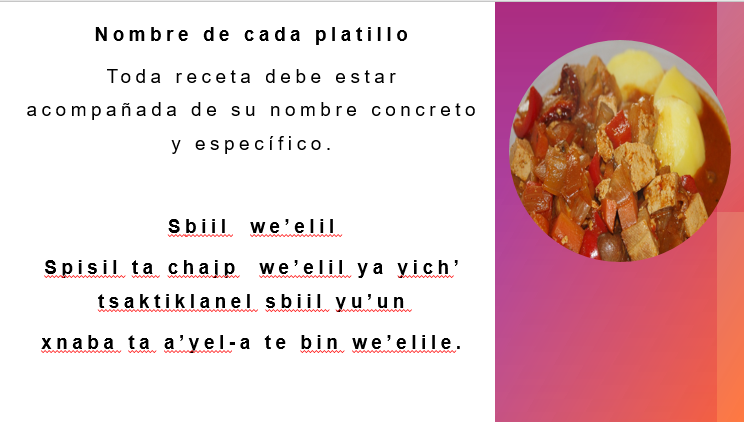 Nombre de cada platillo
Toda receta debe estar
acompañada de su nombre concreto
y específico.
Sbiil we’elil
Spisil ta chajp we’elil ya yich’
tsaktiklanel sbiil yu’un
xnaba ta a’yel-a te bin we’elile.